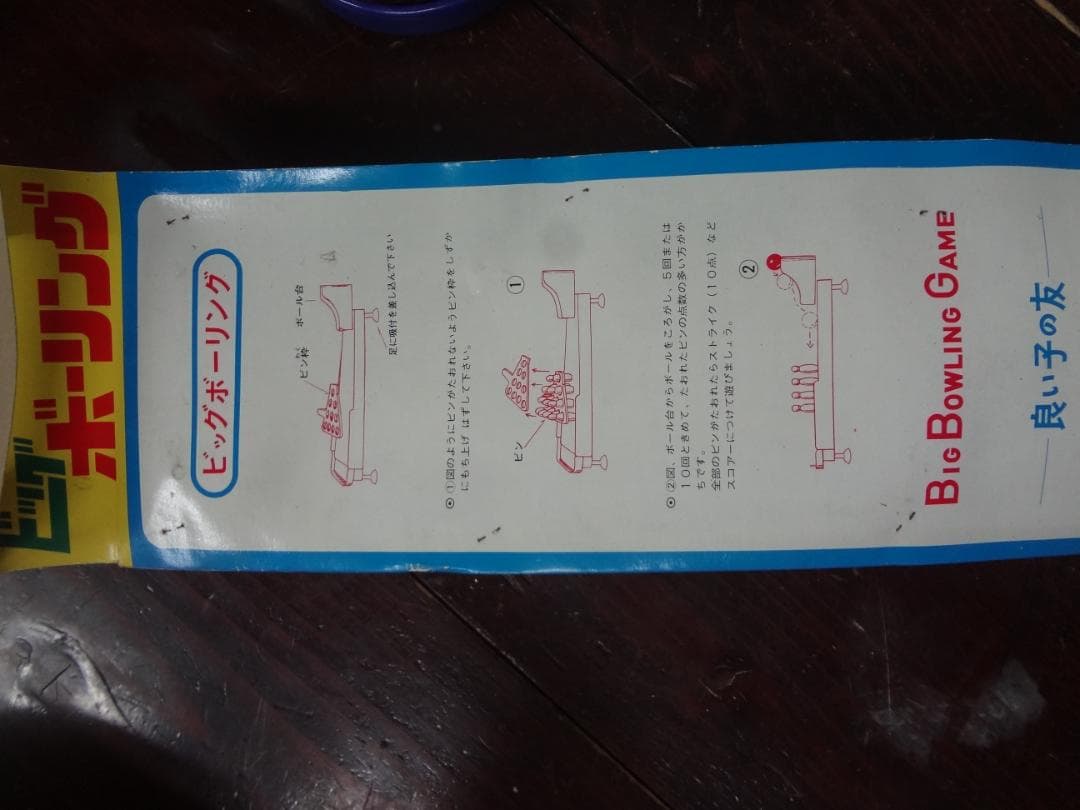 ビッグ
ボーリング
ビッグボーリング
ピン枠
わく
ボール台
足に吸付を差し込んで下さい
⦿①図のようにピンがたおれないようピン枠をしずか
にもち上げ はずして下さい。
①
ピン
⦿②図、ボール台からボールをころがし、5回または
10回ときめて、たおれたピンの点数の多い方がか
ちです。
全部のピンがたおれたらストライク(10点)など
スコアーにつけて遊びましょう。
②
BIG BOWLING GAME
良い子の友